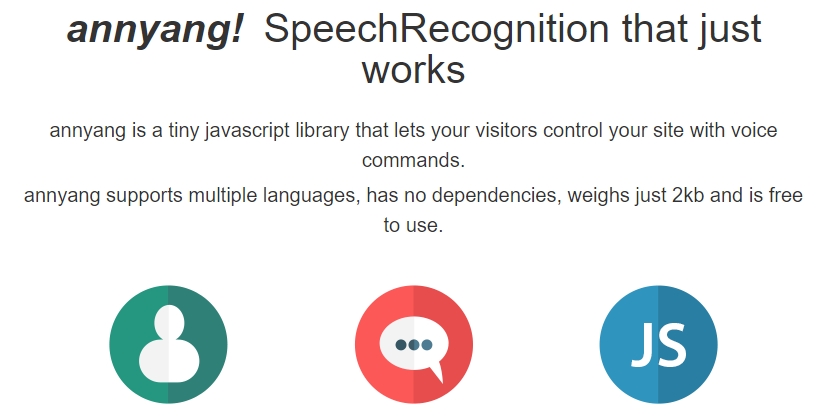 annyang! SpeechRecognition that just
works
annyang is a tiny javascript library that lets your visitors control your site with voice
commands.
annyang supports multiple languages, has no dependencies, weighs just 2kb and is free
to use.
JS